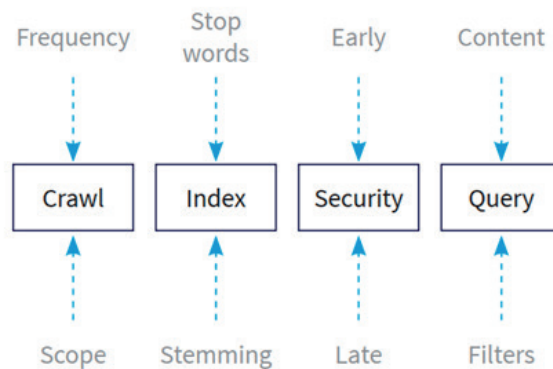 Frequency
Stop
words
Early
Content
Crawl
Index
Security
Query
Scope
Stemming
Late
Filters